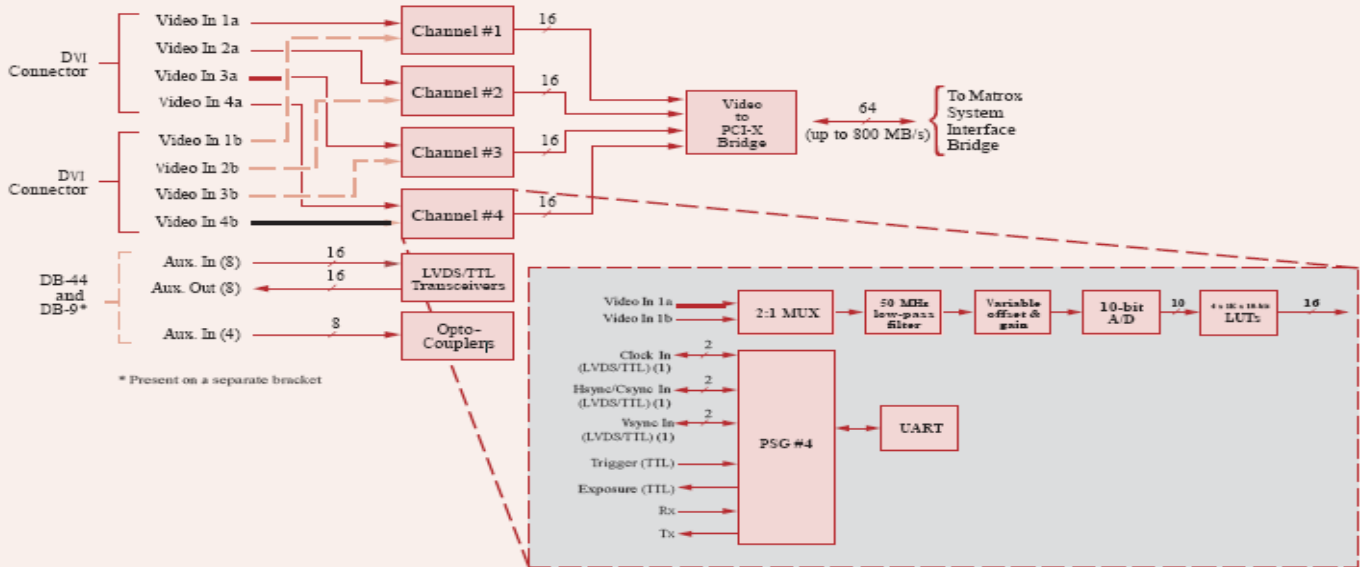 Video In 1a
Video In 2a
DVI
Connector
Video In 3a
Video In 4a
Video In 1b
Video In 2b
DVI
Connector
Video In 3b
Video In 4b
Channel #1
Channel #2
Channel #3
Channel #4
16
16
16
16
Video
to
PCI-X
Bridge
64
(up to 800 MB/s)
To Matrox
System
Interface
Bridge
DB-44
and
DB-9*
Aux. In (8)
16
Aux. Out (8)
16
LVDS/TTL
Transceivers
Aux. In (4)
8
Opto-
Couplers
* Present on a separate bracket
Video In 1a
Video In 1b
2:1 MUX
50 MHz
low-pass
filter
Variable
offset &
gain
10-bit
A/D
10
4 x 1K x 10-bit
LUTs
16
Clock In
(LVDS/TTL) (1)
2
Hsync/Csync In
(LVDS/TTL) (1)
2
Vsync In
(LVDS/TTL) (1)
2
Trigger (TTL)
Exposure (TTL)
Rx
Tx
PSG #4
UART